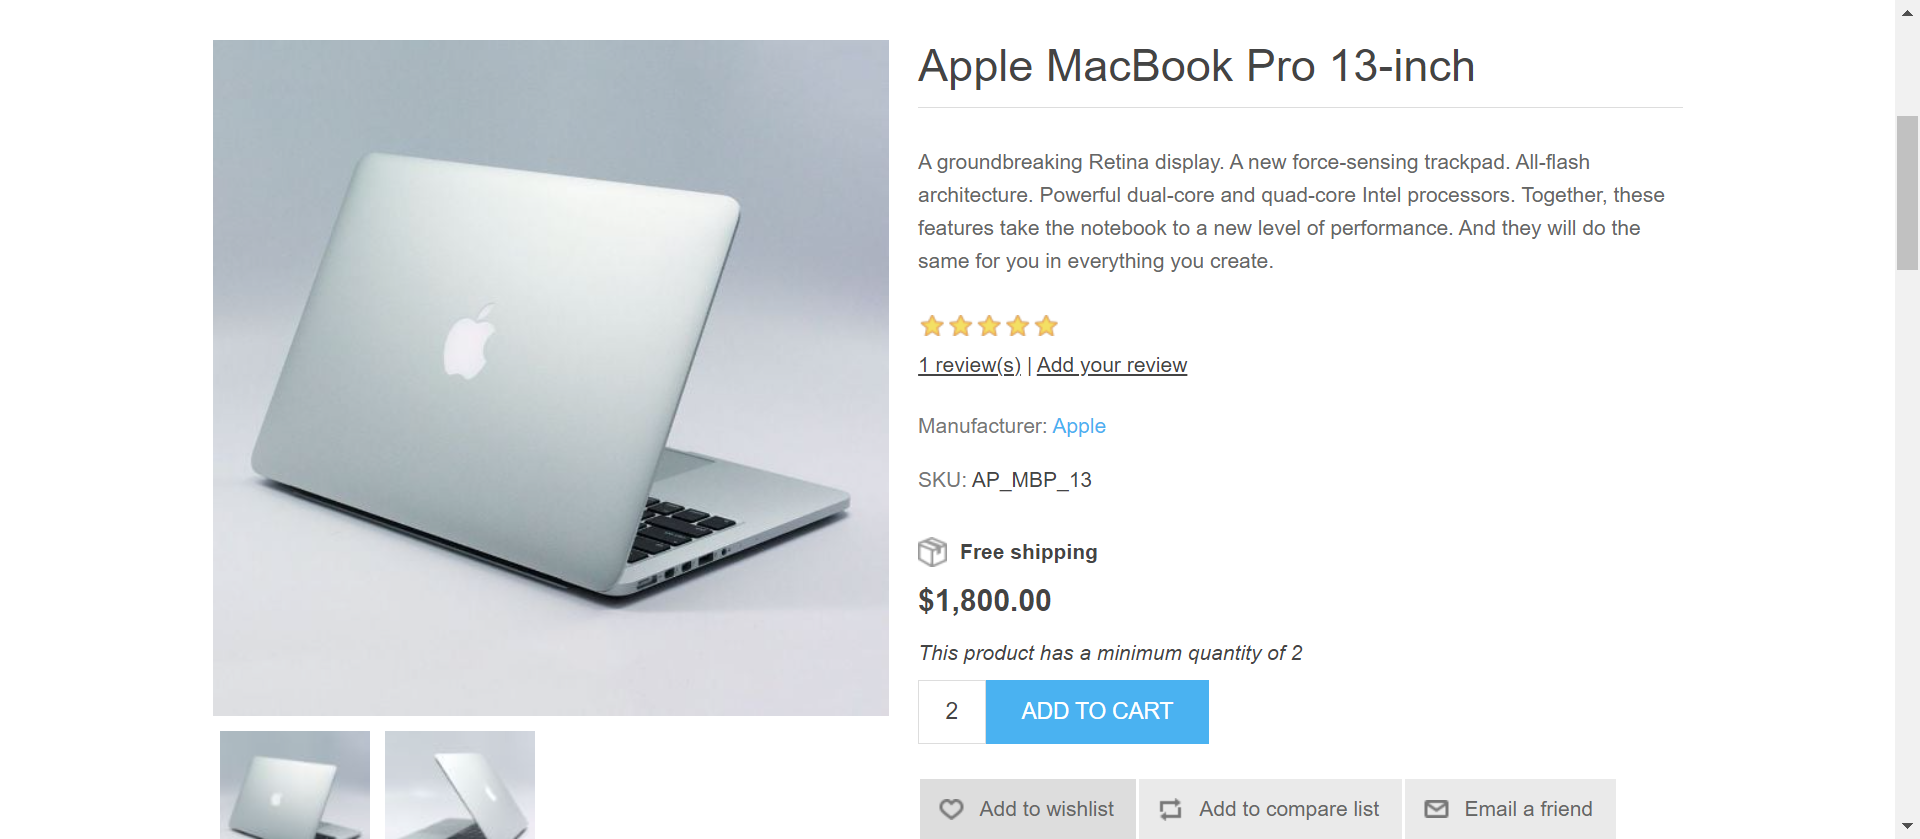 Apple MacBook Pro 13-inch
A groundbreaking Retina display. A new force-sensing trackpad. All-flash
architecture. Powerful dual-core and quad-core Intel processors. Together, these
features take the notebook to a new level of performance. And they will do the
same for you in everything you create.
1 review(s) | Add your review
Manufacturer: Apple
SKU: AP_MBP_13
Free shipping
$1,800.00
This product has a minimum quantity of 2
2 ADD TO CART
Add to wishlist Add to compare list Email a friend